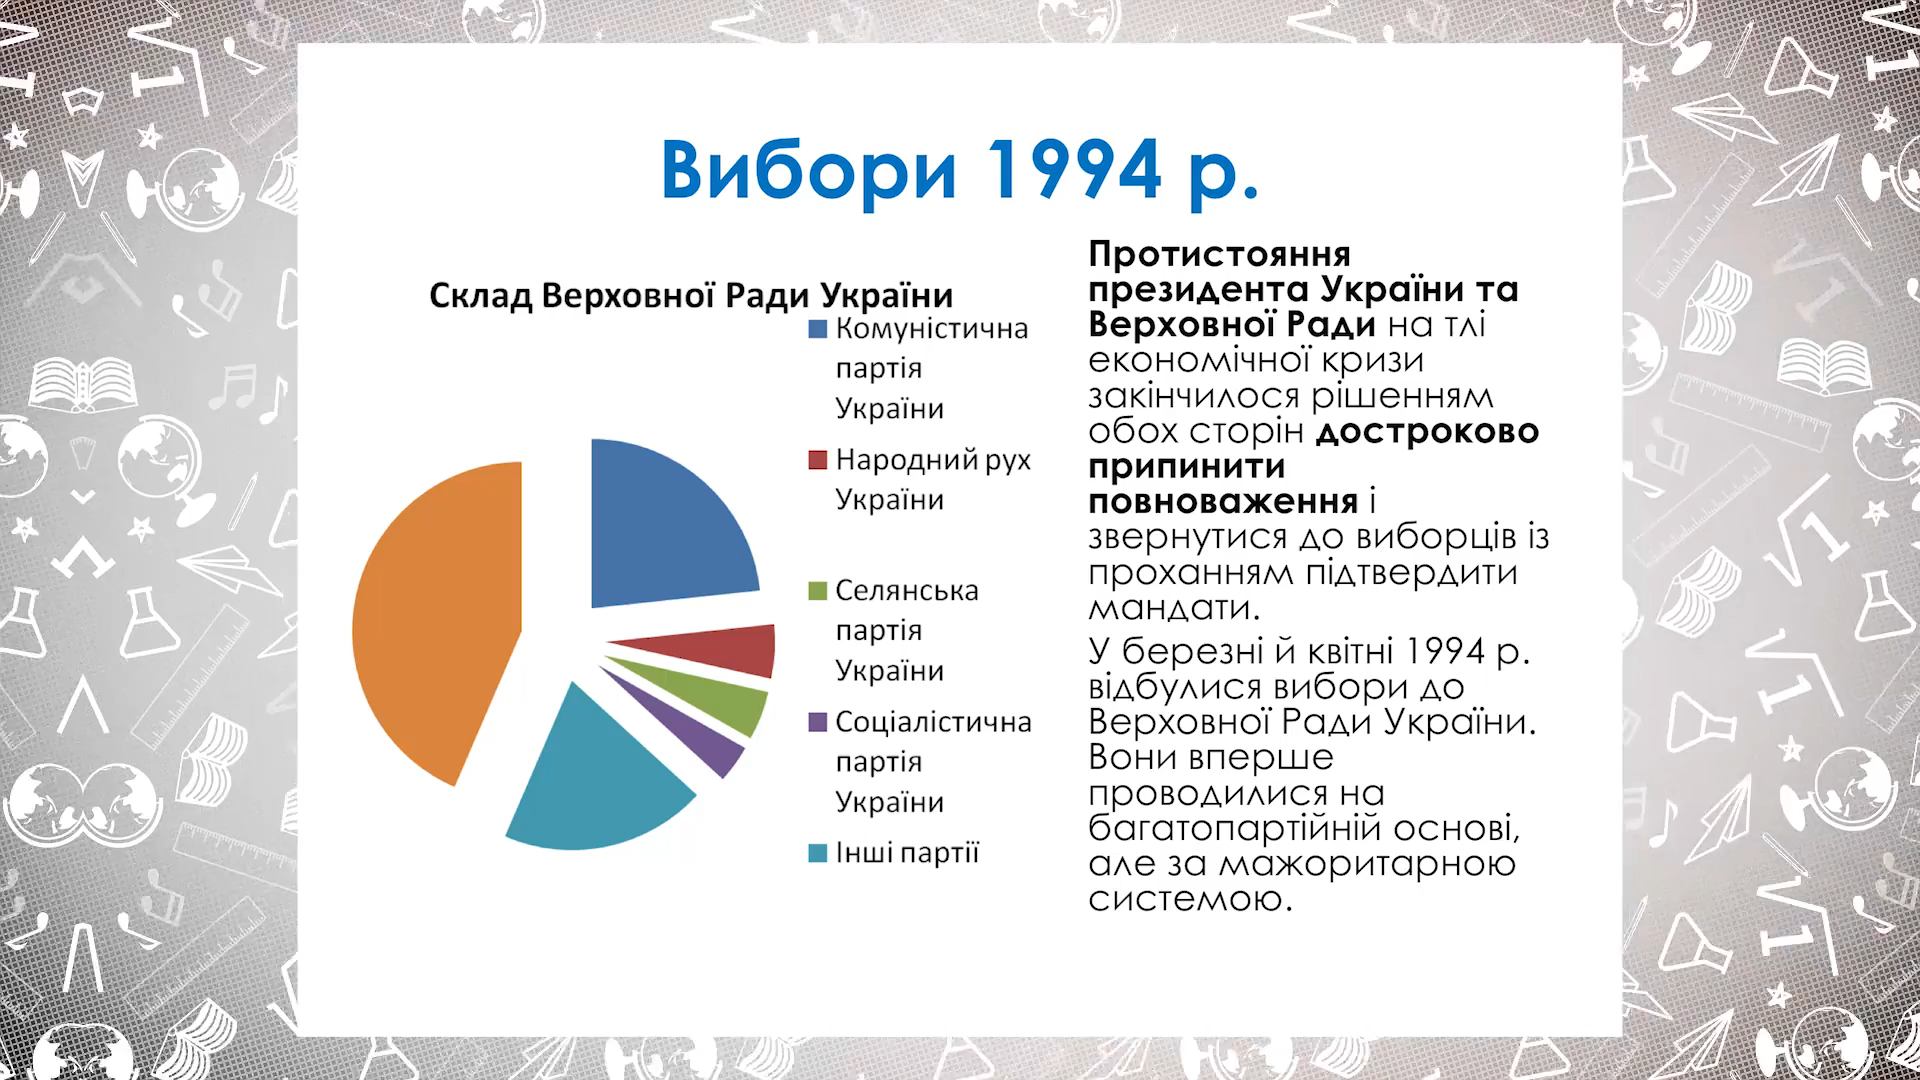 Вибори 1994 р.
Склад Верховної Ради України
Комуністична
партія
України
Народний рух
України
Селянська
партія
України
Соціалістична
партія
України
Інші партії
Протистояння
президента України та
Верховної Ради на тлі
економічної кризи
закінчилося рішенням
обох сторін достроково
припинити
повноваження і
звернутися до виборців із
проханням підтвердити
мандати.
У березні й квітні 1994 р.
відбулися вибори до
Верховної Ради України.
Вони вперше
проводилися на
багатопартійній основі,
але за мажоритарною
системою.